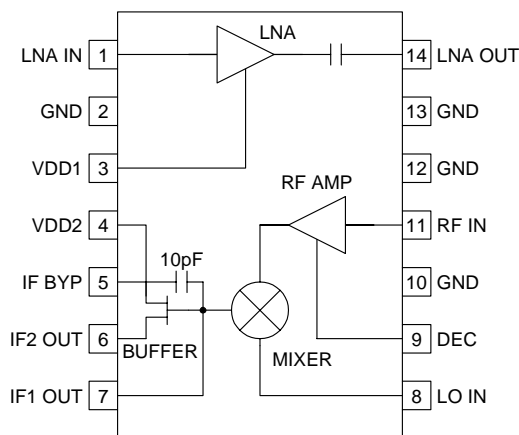 LNA
LNA IN 1 14 LNA OUT
GND 2 13 GND
VDD1 3 12 GND
RF AMP
VDD2 4 11 RF IN
10pF
IF BYP 5 10 GND
IF2 OUT 6 9 DEC
BUFFER
MIXER
IF1 OUT 7 8 LO IN